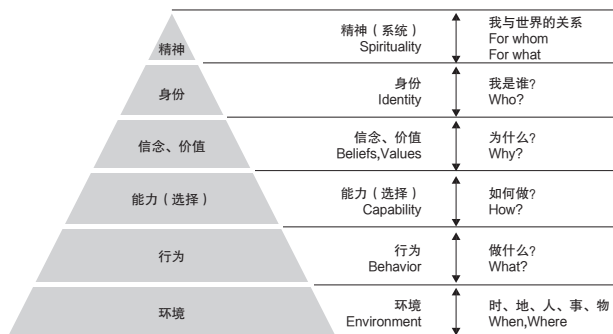 精神
身份
信念、价值
能力（选择）
行为
环境
精神（系统）
Spirituality
我与世界的关系
For whom
For what
身份
Identity
我是谁?
Who?
信念、价值
Beliefs,Values
为什么?
Why?
能力（选择）
Capability
如何做?
How?
行为
Behavior
做什么?
What?
环境
Environment
时、地、人、事、物
When,Where